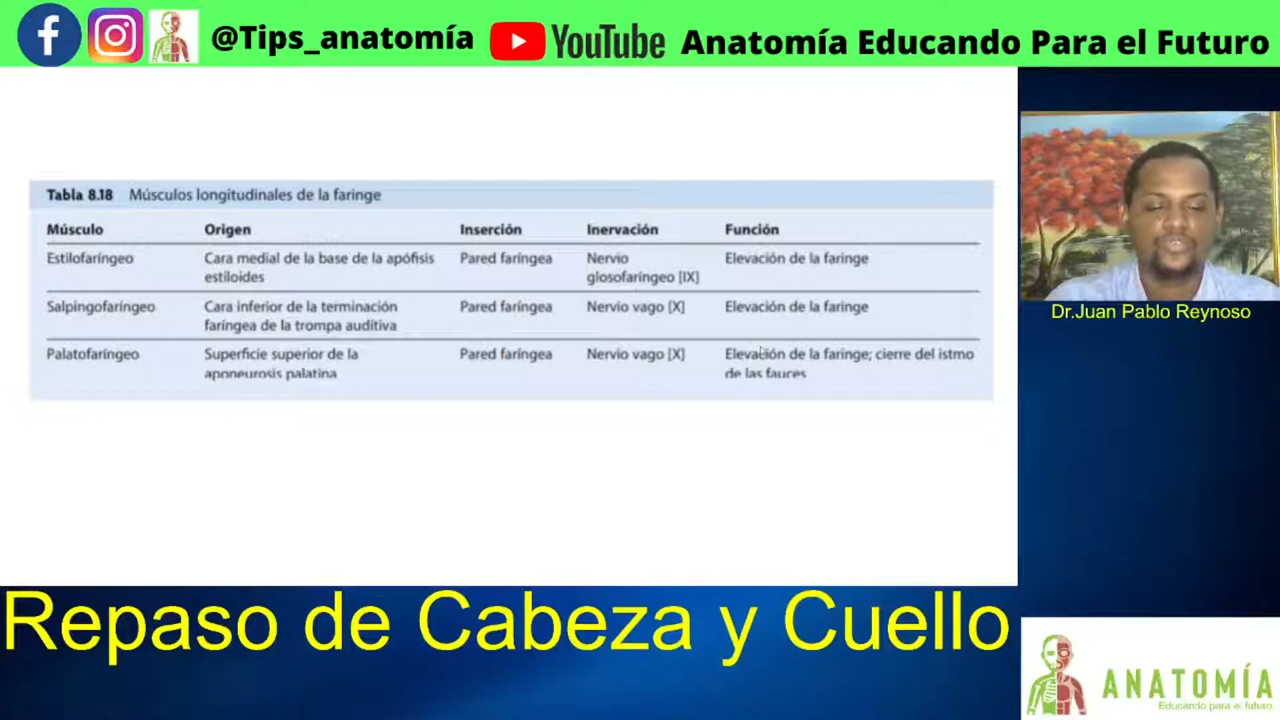 @Tips_anatomía YouTube Anatomía Educando Para el Futuro
Tabla 8.18 Músculos longitudinales de la faringe
Músculo Origen Inserción Inervación Función
Estilofaríngeo Cara medial de la base de la apófisis estiloides Pared faríngea Nervio glosofaríngeo [IX] Elevación de la faringe
Salpingofaríngeo Cara inferior de la terminación faríngea de la trompa auditiva Pared faríngea Nervio vago [X] Elevación de la faringe
Palatofaríngeo Superficie superior de la aponeurosis palatina Pared faríngea Nervio vago [X] Elevación de la faringe; cierre del istmo de las fauces
Dr.Juan Pablo Reynoso
Repaso de Cabeza y Cuello
ANATOMÍA
Educando para el futuro